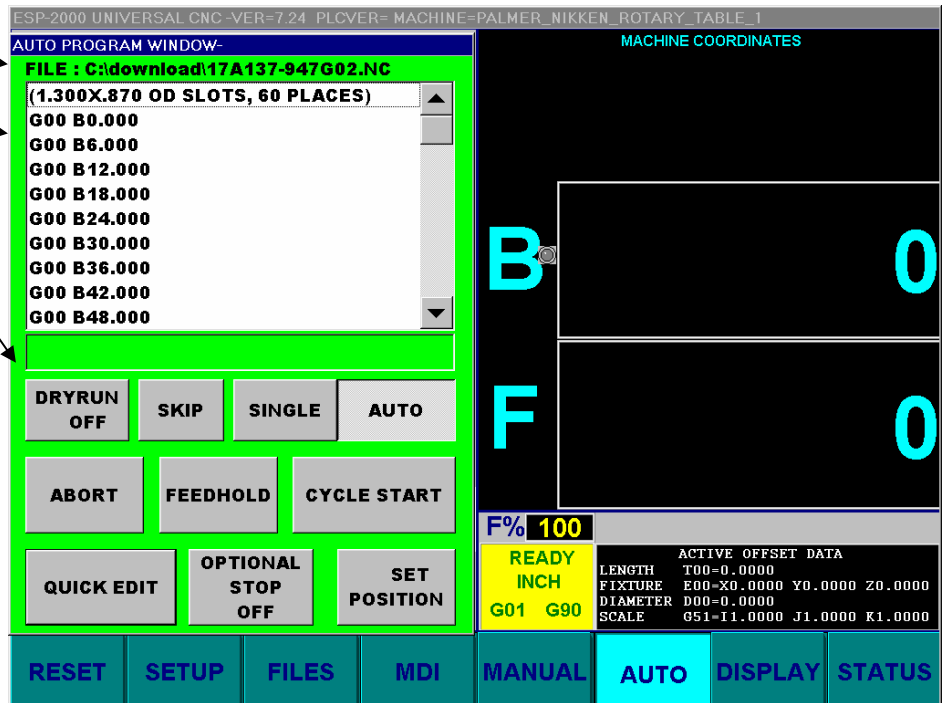 ESP-2000 UNIVERSAL CNC -VER=7.24 PLCVER= MACHINE=PALMER_NIKKEN_ROTARY_TABLE_1
AUTO PROGRAM WINDOW-
FILE : C:\download\17A137-947G02.NC
(1.300X.870 OD SLOTS, 60 PLACES)
G00 B0.000
G00 B6.000
G00 B12.000
G00 B18.000
G00 B24.000
G00 B30.000
G00 B36.000
G00 B42.000
G00 B48.000
DRYRUN
OFF
SKIP
SINGLE
AUTO
ABORT
FEEDHOLD
CYCLE START
QUICK EDIT
OPTIONAL
STOP
OFF
SET
POSITION
MACHINE COORDINATES
B 0
F 0
F% 100
READY
INCH
G01 G90
ACTIVE OFFSET DATA
LENGTH T00=0.0000
FIXTURE E00=X0.0000 Y0.0000 Z0.0000
DIAMETER D00=0.0000
SCALE G51=I1.0000 J1.0000 K1.0000
RESET SETUP FILES MDI MANUAL AUTO DISPLAY STATUS